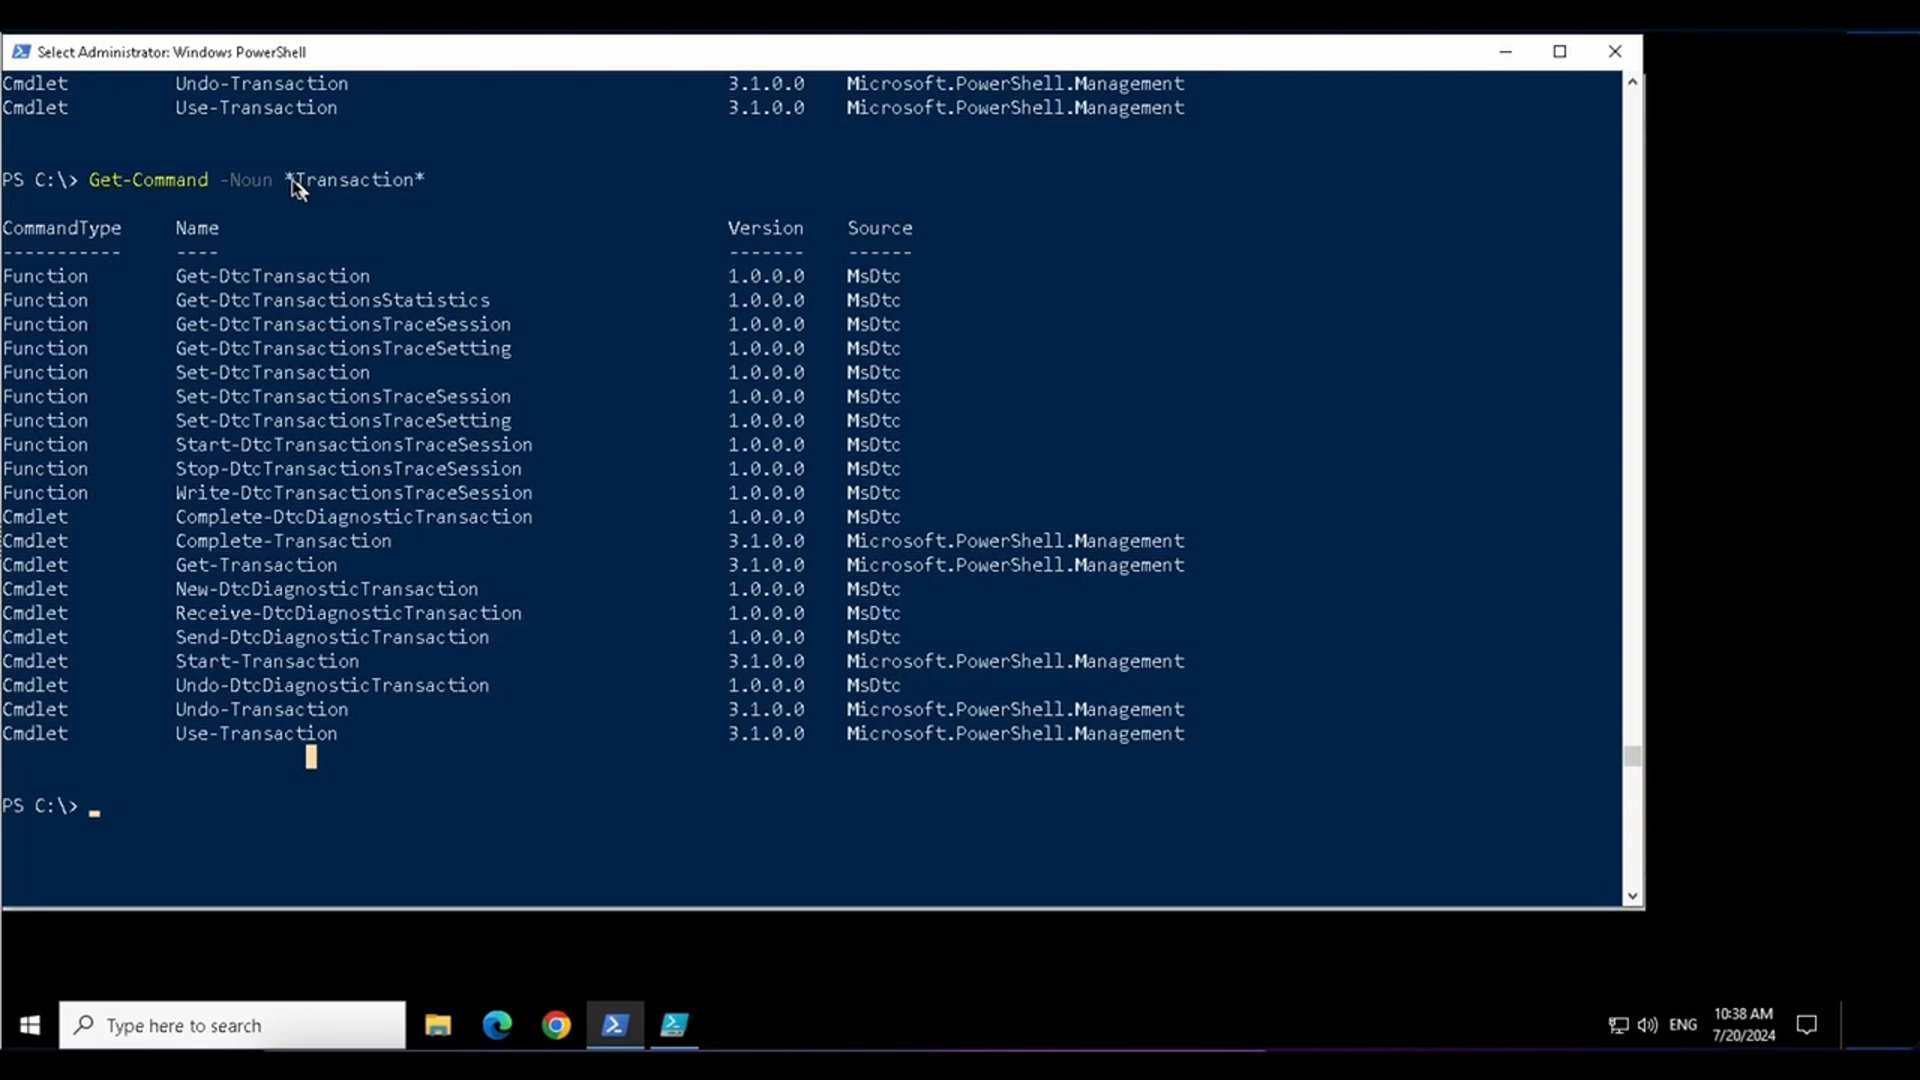 Select Administrator: Windows PowerShell
Cmdlet Undo-Transaction 3.1.0.0 Microsoft.PowerShell.Management
Cmdlet Use-Transaction 3.1.0.0 Microsoft.PowerShell.Management
PS C:\> Get-Command -Noun *Transaction*
CommandType Name Version Source
----------- ---- ------- ------
Function Get-DtcTransaction 1.0.0.0 MsDtc
Function Get-DtcTransactionsStatistics 1.0.0.0 MsDtc
Function Get-DtcTransactionsTraceSession 1.0.0.0 MsDtc
Function Get-DtcTransactionsTraceSetting 1.0.0.0 MsDtc
Function Set-DtcTransaction 1.0.0.0 MsDtc
Function Set-DtcTransactionsTraceSession 1.0.0.0 MsDtc
Function Set-DtcTransactionsTraceSetting 1.0.0.0 MsDtc
Function Start-DtcTransactionsTraceSession 1.0.0.0 MsDtc
Function Stop-DtcTransactionsTraceSession 1.0.0.0 MsDtc
Function Write-DtcTransactionsTraceSession 1.0.0.0 MsDtc
Cmdlet Complete-DtcDiagnosticTransaction 1.0.0.0 MsDtc
Cmdlet Complete-Transaction 3.1.0.0 Microsoft.PowerShell.Management
Cmdlet Get-Transaction 3.1.0.0 Microsoft.PowerShell.Management
Cmdlet New-DtcDiagnosticTransaction 1.0.0.0 MsDtc
Cmdlet Receive-DtcDiagnosticTransaction 1.0.0.0 MsDtc
Cmdlet Send-DtcDiagnosticTransaction 1.0.0.0 MsDtc
Cmdlet Start-Transaction 3.1.0.0 Microsoft.PowerShell.Management
Cmdlet Undo-DtcDiagnosticTransaction 1.0.0.0 MsDtc
Cmdlet Undo-Transaction 3.1.0.0 Microsoft.PowerShell.Management
Cmdlet Use-Transaction 3.1.0.0 Microsoft.PowerShell.Management
PS C:\>
Type here to search
ENG
10:38 AM
7/20/2024